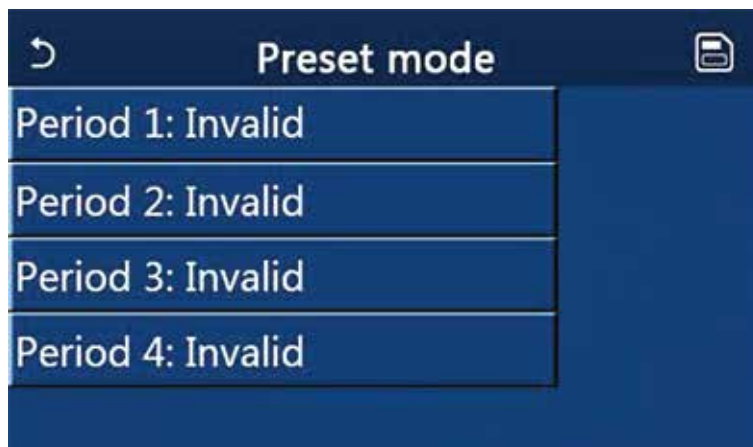 Preset mode
Period 1: Invalid
Period 2: Invalid
Period 3: Invalid
Period 4: Invalid